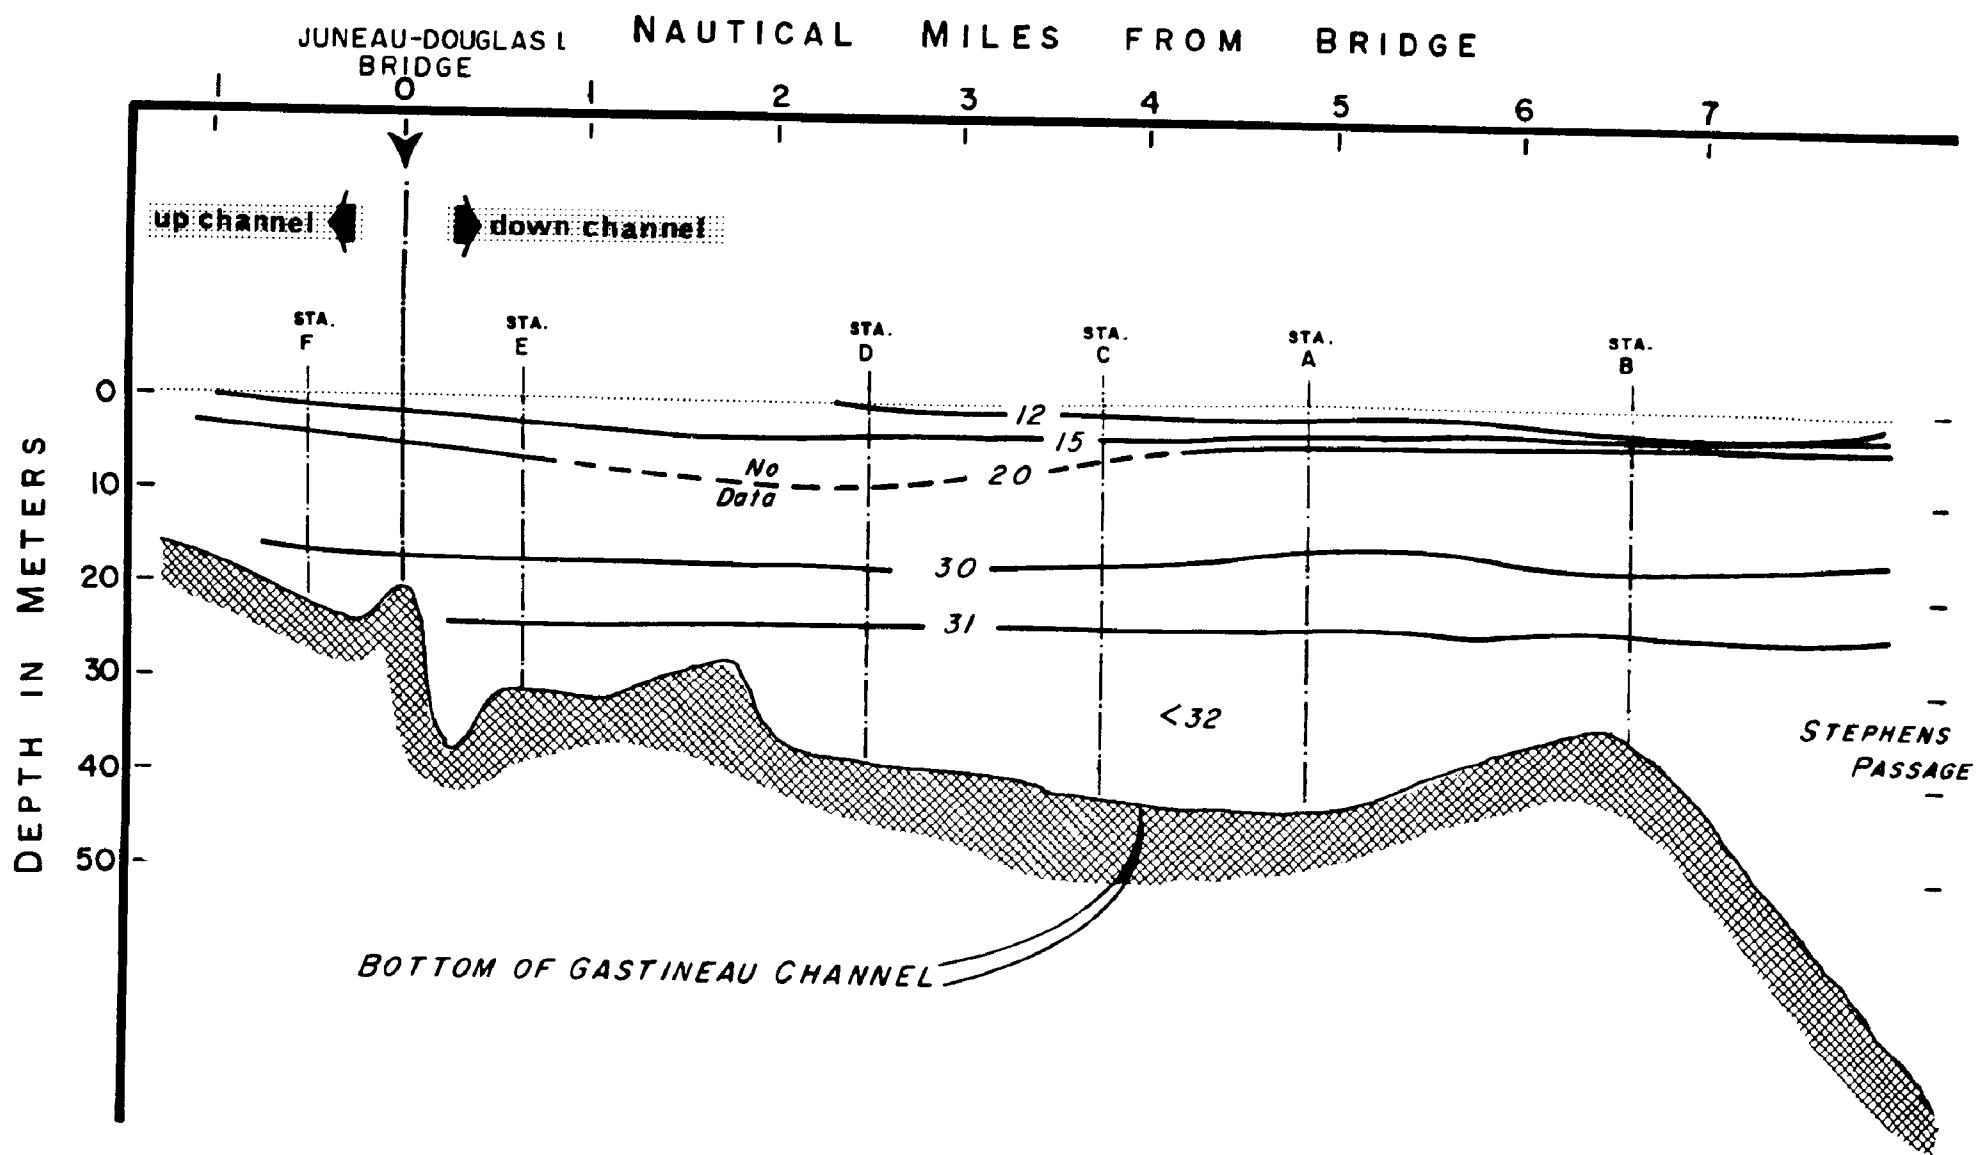 JUNEAU-DOUGLAS I.
BRIDGE
NAUTICAL MILES FROM BRIDGE
1 0 1 2 3 4 5 6 7
up channel
down channel
STA.
F
STA.
E
STA.
D
STA.
C
STA.
A
STA.
B
DEPTH IN METERS
0
10
20
30
40
50
12
15
20
No
Data
30
31
<32
STEPHENS
PASSAGE
BOTTOM OF GASTINEAU CHANNEL